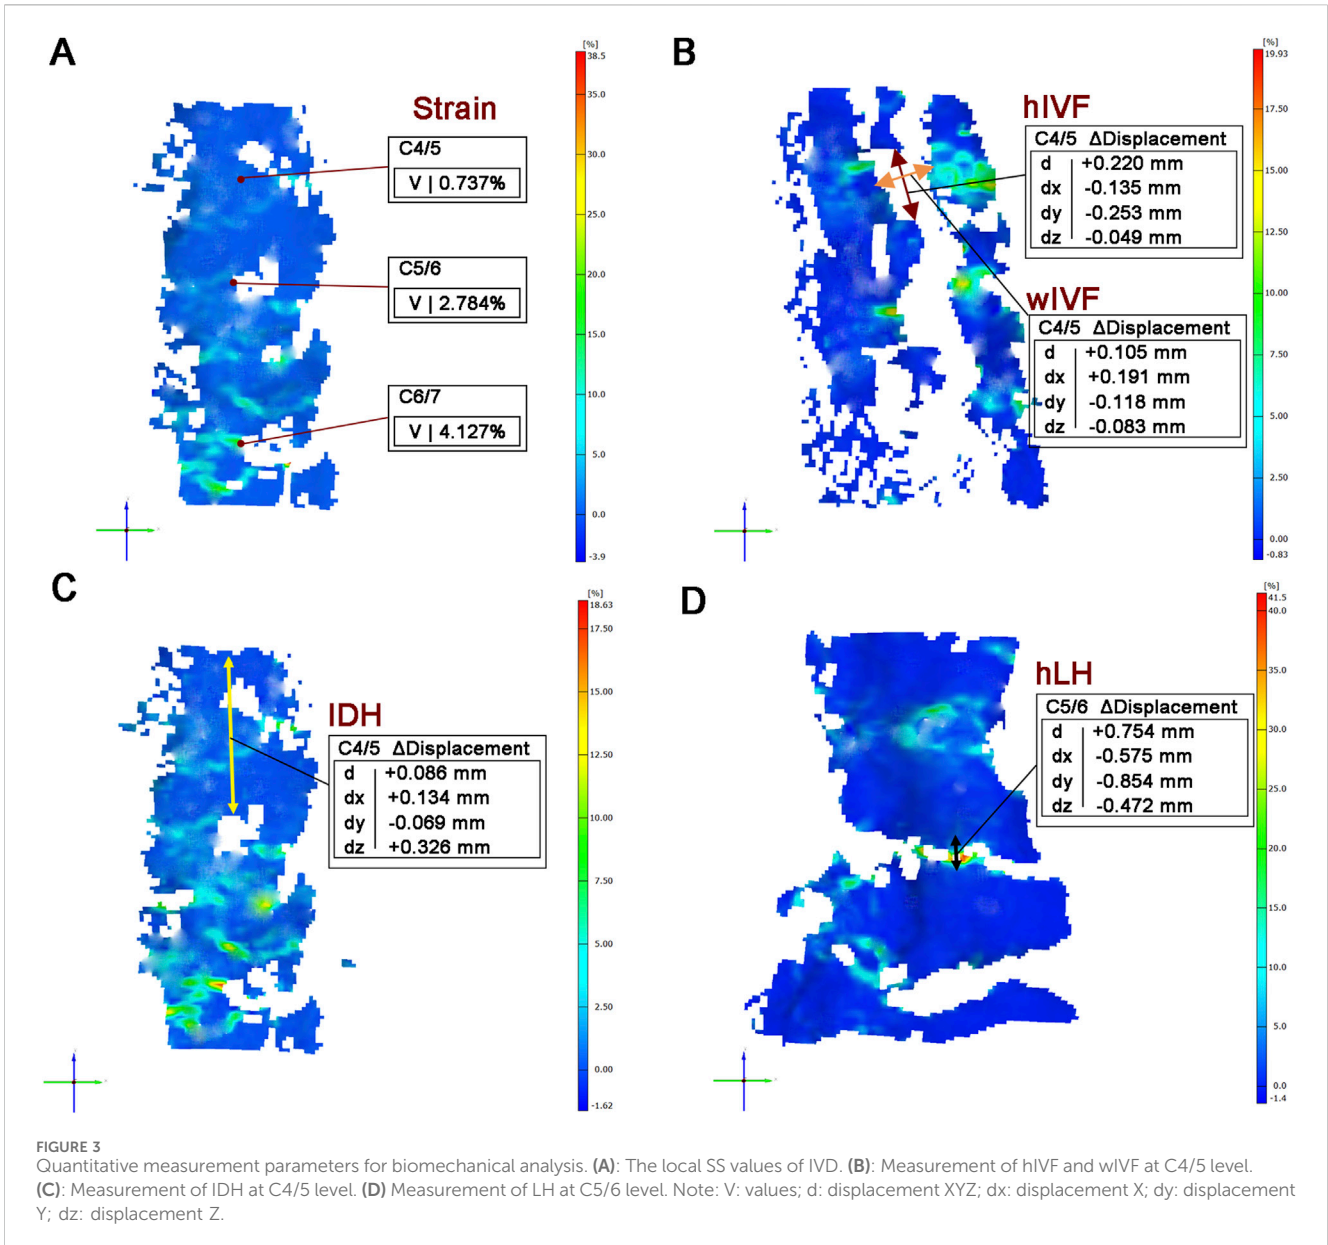 A
Strain
C4/5
V | 0.737%
C5/6
V | 2.784%
C6/7
V | 4.127%
[%]
38.5
35.0
30.0
25.0
20.0
15.0
10.0
5.0
0.0
-3.9
B
hIVF
C4/5 ΔDisplacement
d +0.220 mm
dx -0.135 mm
dy -0.253 mm
dz -0.049 mm
wIVF
C4/5 ΔDisplacement
d +0.105 mm
dx +0.191 mm
dy -0.118 mm
dz -0.083 mm
[%]
19.93
17.50
15.00
12.50
10.00
7.50
5.00
2.50
0.00
-0.83
C
IDH
C4/5 ΔDisplacement
d +0.086 mm
dx +0.134 mm
dy -0.069 mm
dz +0.326 mm
[%]
18.63
17.50
15.00
12.50
10.00
7.50
5.00
2.50
0.00
-1.62
D
hLH
C5/6 ΔDisplacement
d +0.754 mm
dx -0.575 mm
dy -0.854 mm
dz -0.472 mm
[%]
41.5
40.0
35.0
30.0
25.0
20.0
15.0
10.0
5.0
0.0
-1.4
FIGURE 3
Quantitative measurement parameters for biomechanical analysis. (A): The local SS values of IVD. (B): Measurement of hIVF and wIVF at C4/5 level.
(C): Measurement of IDH at C4/5 level. (D) Measurement of LH at C5/6 level. Note: V: values; d: displacement XYZ; dx: displacement X; dy: displacement
Y; dz: displacement Z.